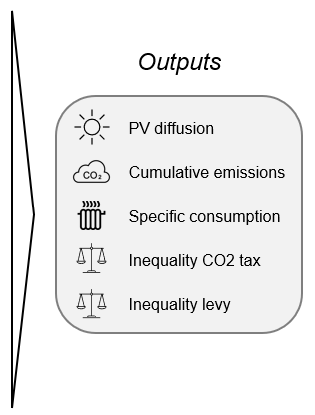 Outputs
PV diffusion
CO₂
Cumulative emissions
Specific consumption
Inequality CO2 tax
Inequality levy